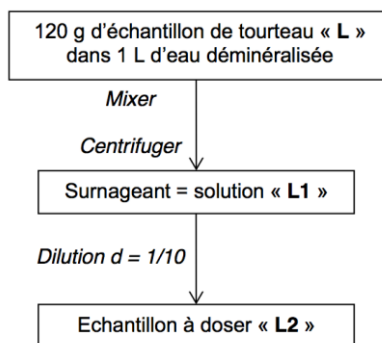 120 g d'échantillon de tourteau « L »
dans 1 L d'eau déminéralisée
Mixer
Centrifuger
Surnageant = solution « L1 »
Dilution d = 1/10
Echantillon à doser « L2 »